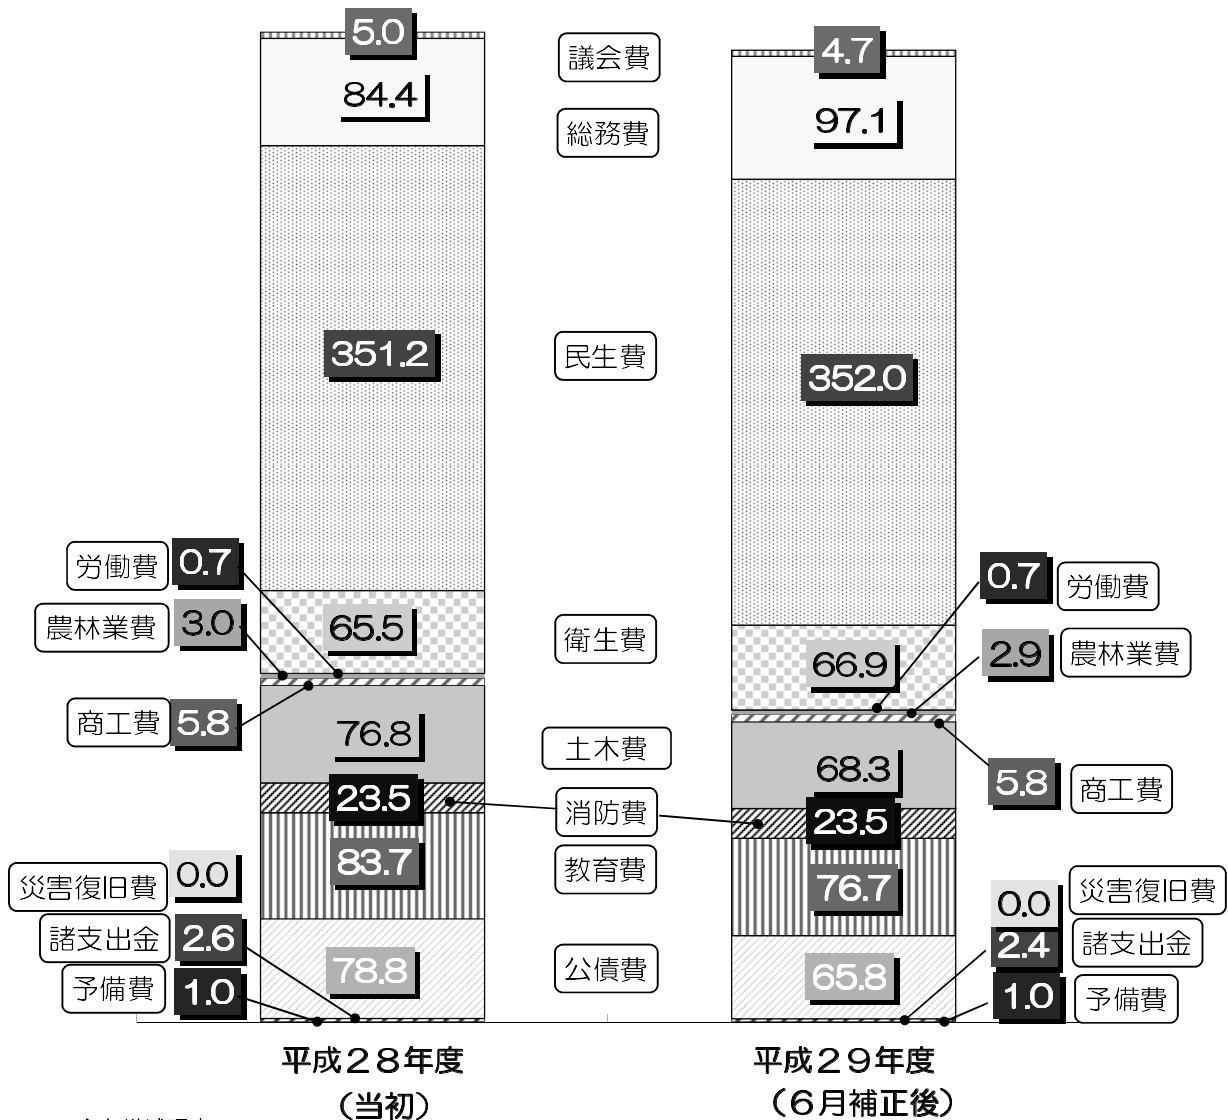 5.0
議会費
4.7
84.4
総務費
97.1
351.2
民生費
352.0
労働費
0.7
0.7
労働費
農林業費
3.0
65.5
衛生費
66.9
2.9
農林業費
商工費
5.8
76.8
土木費
68.3
5.8
商工費
23.5
消防費
23.5
83.7
教育費
76.7
災害復旧費
0.0
0.0
災害復旧費
諸支出金
2.6
78.8
公債費
65.8
2.4
諸支出金
予備費
1.0
1.0
予備費
平成28年度
(当初)
平成29年度
(6月補正後)